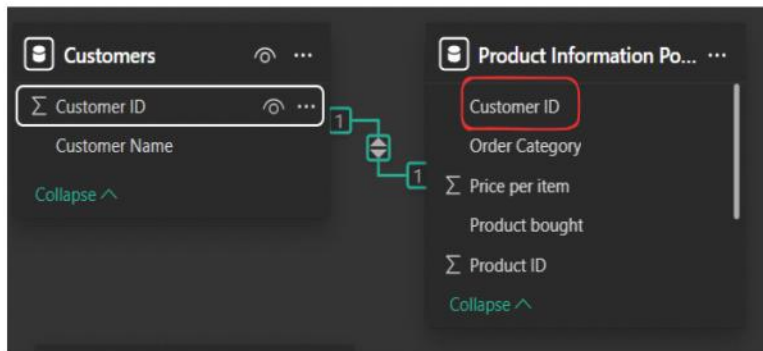 Customers
Σ Customer ID
Customer Name
Collapse
1
1
Product Information Po...
Customer ID
Order Category
Σ Price per item
Product bought
Σ Product ID
Collapse